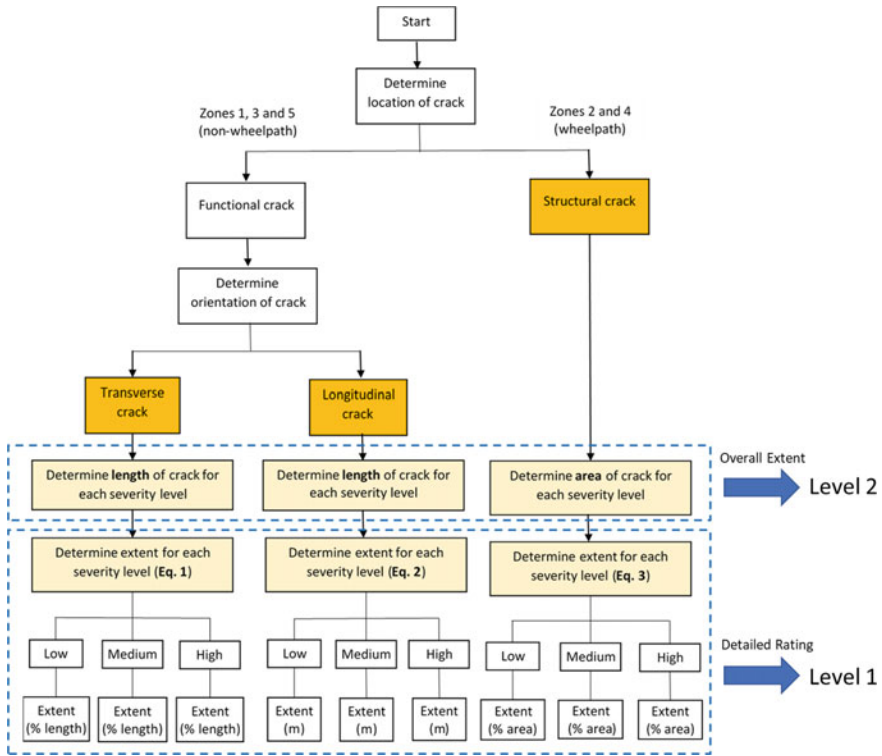 Start
Determine
location of crack
Zones 1, 3 and 5
(non-wheelpath)
Zones 2 and 4
(wheelpath)
Functional crack
Structural crack
Determine
orientation of crack
Transverse
crack
Longitudinal
crack
Determine length of crack for
each severity level
Determine length of crack for
each severity level
Determine area of crack for
each severity level
Overall Extent
Level 2
Determine extent for each
severity level (Eq. 1)
Determine extent for each
severity level (Eq. 2)
Determine extent for each
severity level (Eq. 3)
Low
Medium
High
Low
Medium
High
Low
Medium
High
Detailed Rating
Level 1
Extent
(% length)
Extent
(% length)
Extent
(% length)
Extent
(m)
Extent
(m)
Extent
(m)
Extent
(% area)
Extent
(% area)
Extent
(% area)